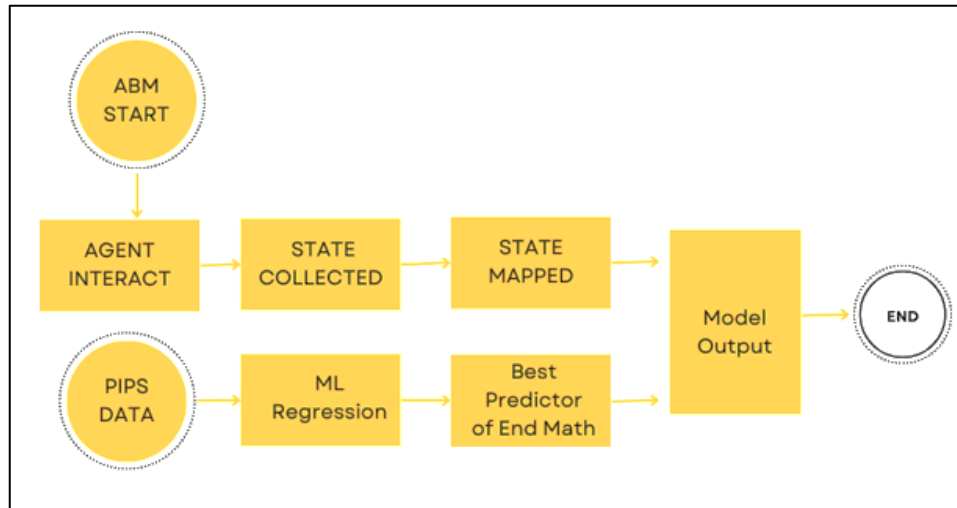 ABM
START
AGENT
INTERACT
STATE
COLLECTED
STATE
MAPPED
Model
Output
END
PIPS
DATA
ML
Regression
Best
Predictor
of End Math